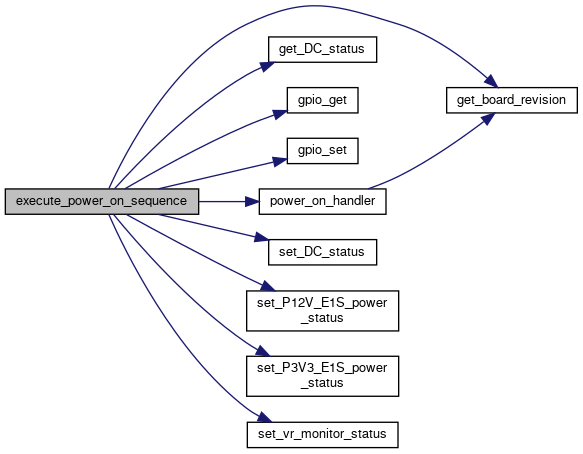 get_DC_status
gpio_get
get_board_revision
gpio_set
execute_power_on_sequence
power_on_handler
set_DC_status
set_P12V_E1S_power
_status
set_P3V3_E1S_power
_status
set_vr_monitor_status